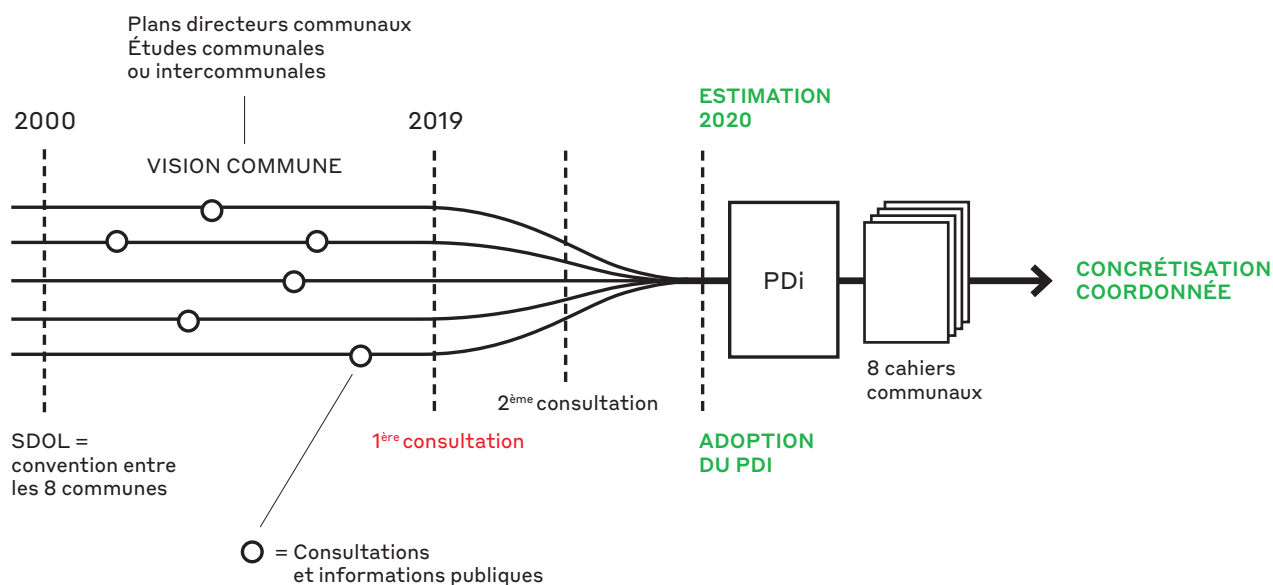 Plans directeurs communaux
Études communales
ou intercommunales
ESTIMATION
2020
2000
2019
VISION COMMUNE
PDi
CONCRÉTISATION
COORDONNÉE
8 cahiers
communaux
2ème consultation
SDOL =
convention entre
les 8 communes
1ère consultation
ADOPTION
DU PDI
= Consultations
et informations publiques